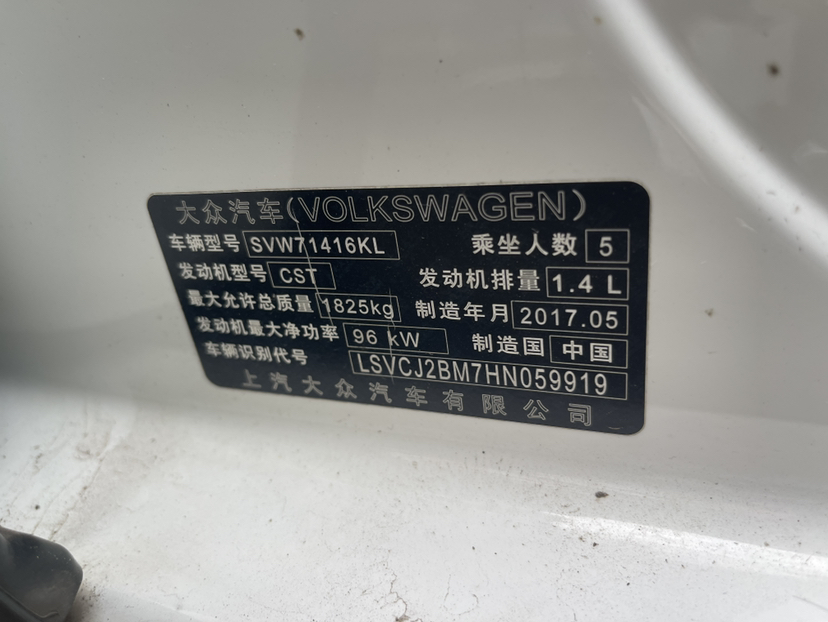 大众汽车(VOLKSWAGEN)
车辆型号 SVW71416KL 乘坐人数 5
发动机型号 CST 发动机排量 1.4 L
最大允许总质量 1825kg 制造年月 2017.05
发动机最大净功率 96 kW 制造国 中国
车辆识别代号 LSVCJ2BM7HN059919
上汽大众汽车有限公司